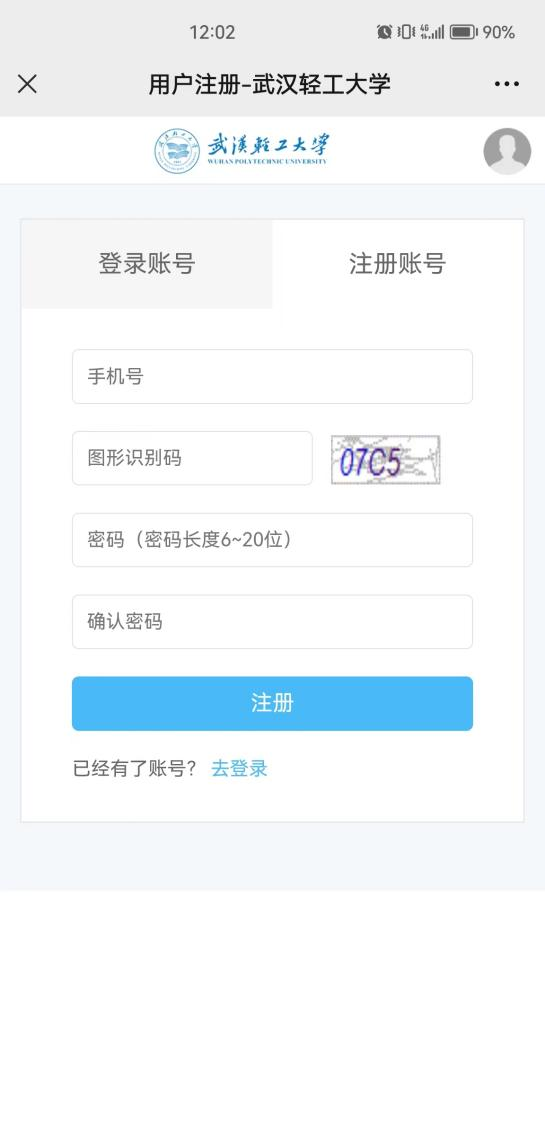 12:02
4G
90%
用户注册-武汉轻工大学
武漢轻工大学
WUHAN POLYTECHNIC UNIVERSITY
登录账号
注册账号
手机号
图形识别码
07C5
密码（密码长度6~20位）
确认密码
注册
已经有了账号？ 去登录